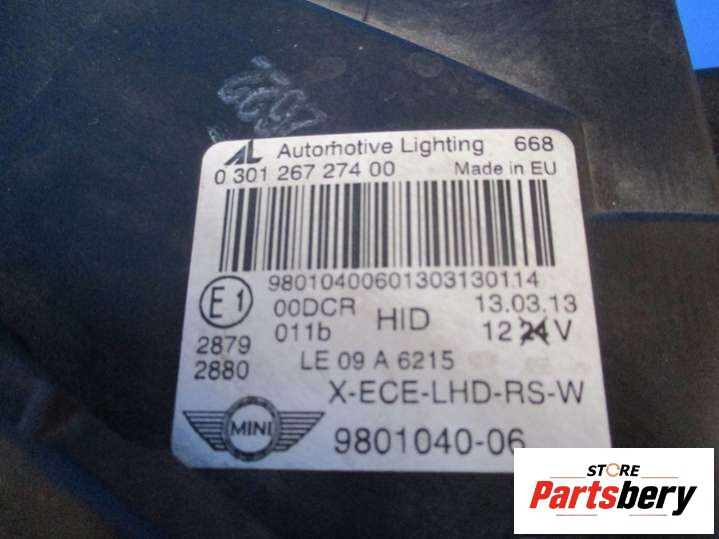 AL Automotive Lighting 668
0 301 267 274 00 Made in EU
98010400601303130114
E1 00DCR HID 13.03.13
011b 12 24 V
2879
2880 LE 09 A 6215
X-ECE-LHD-RS-W
MINI 9801040-06
STORE
Partsbery